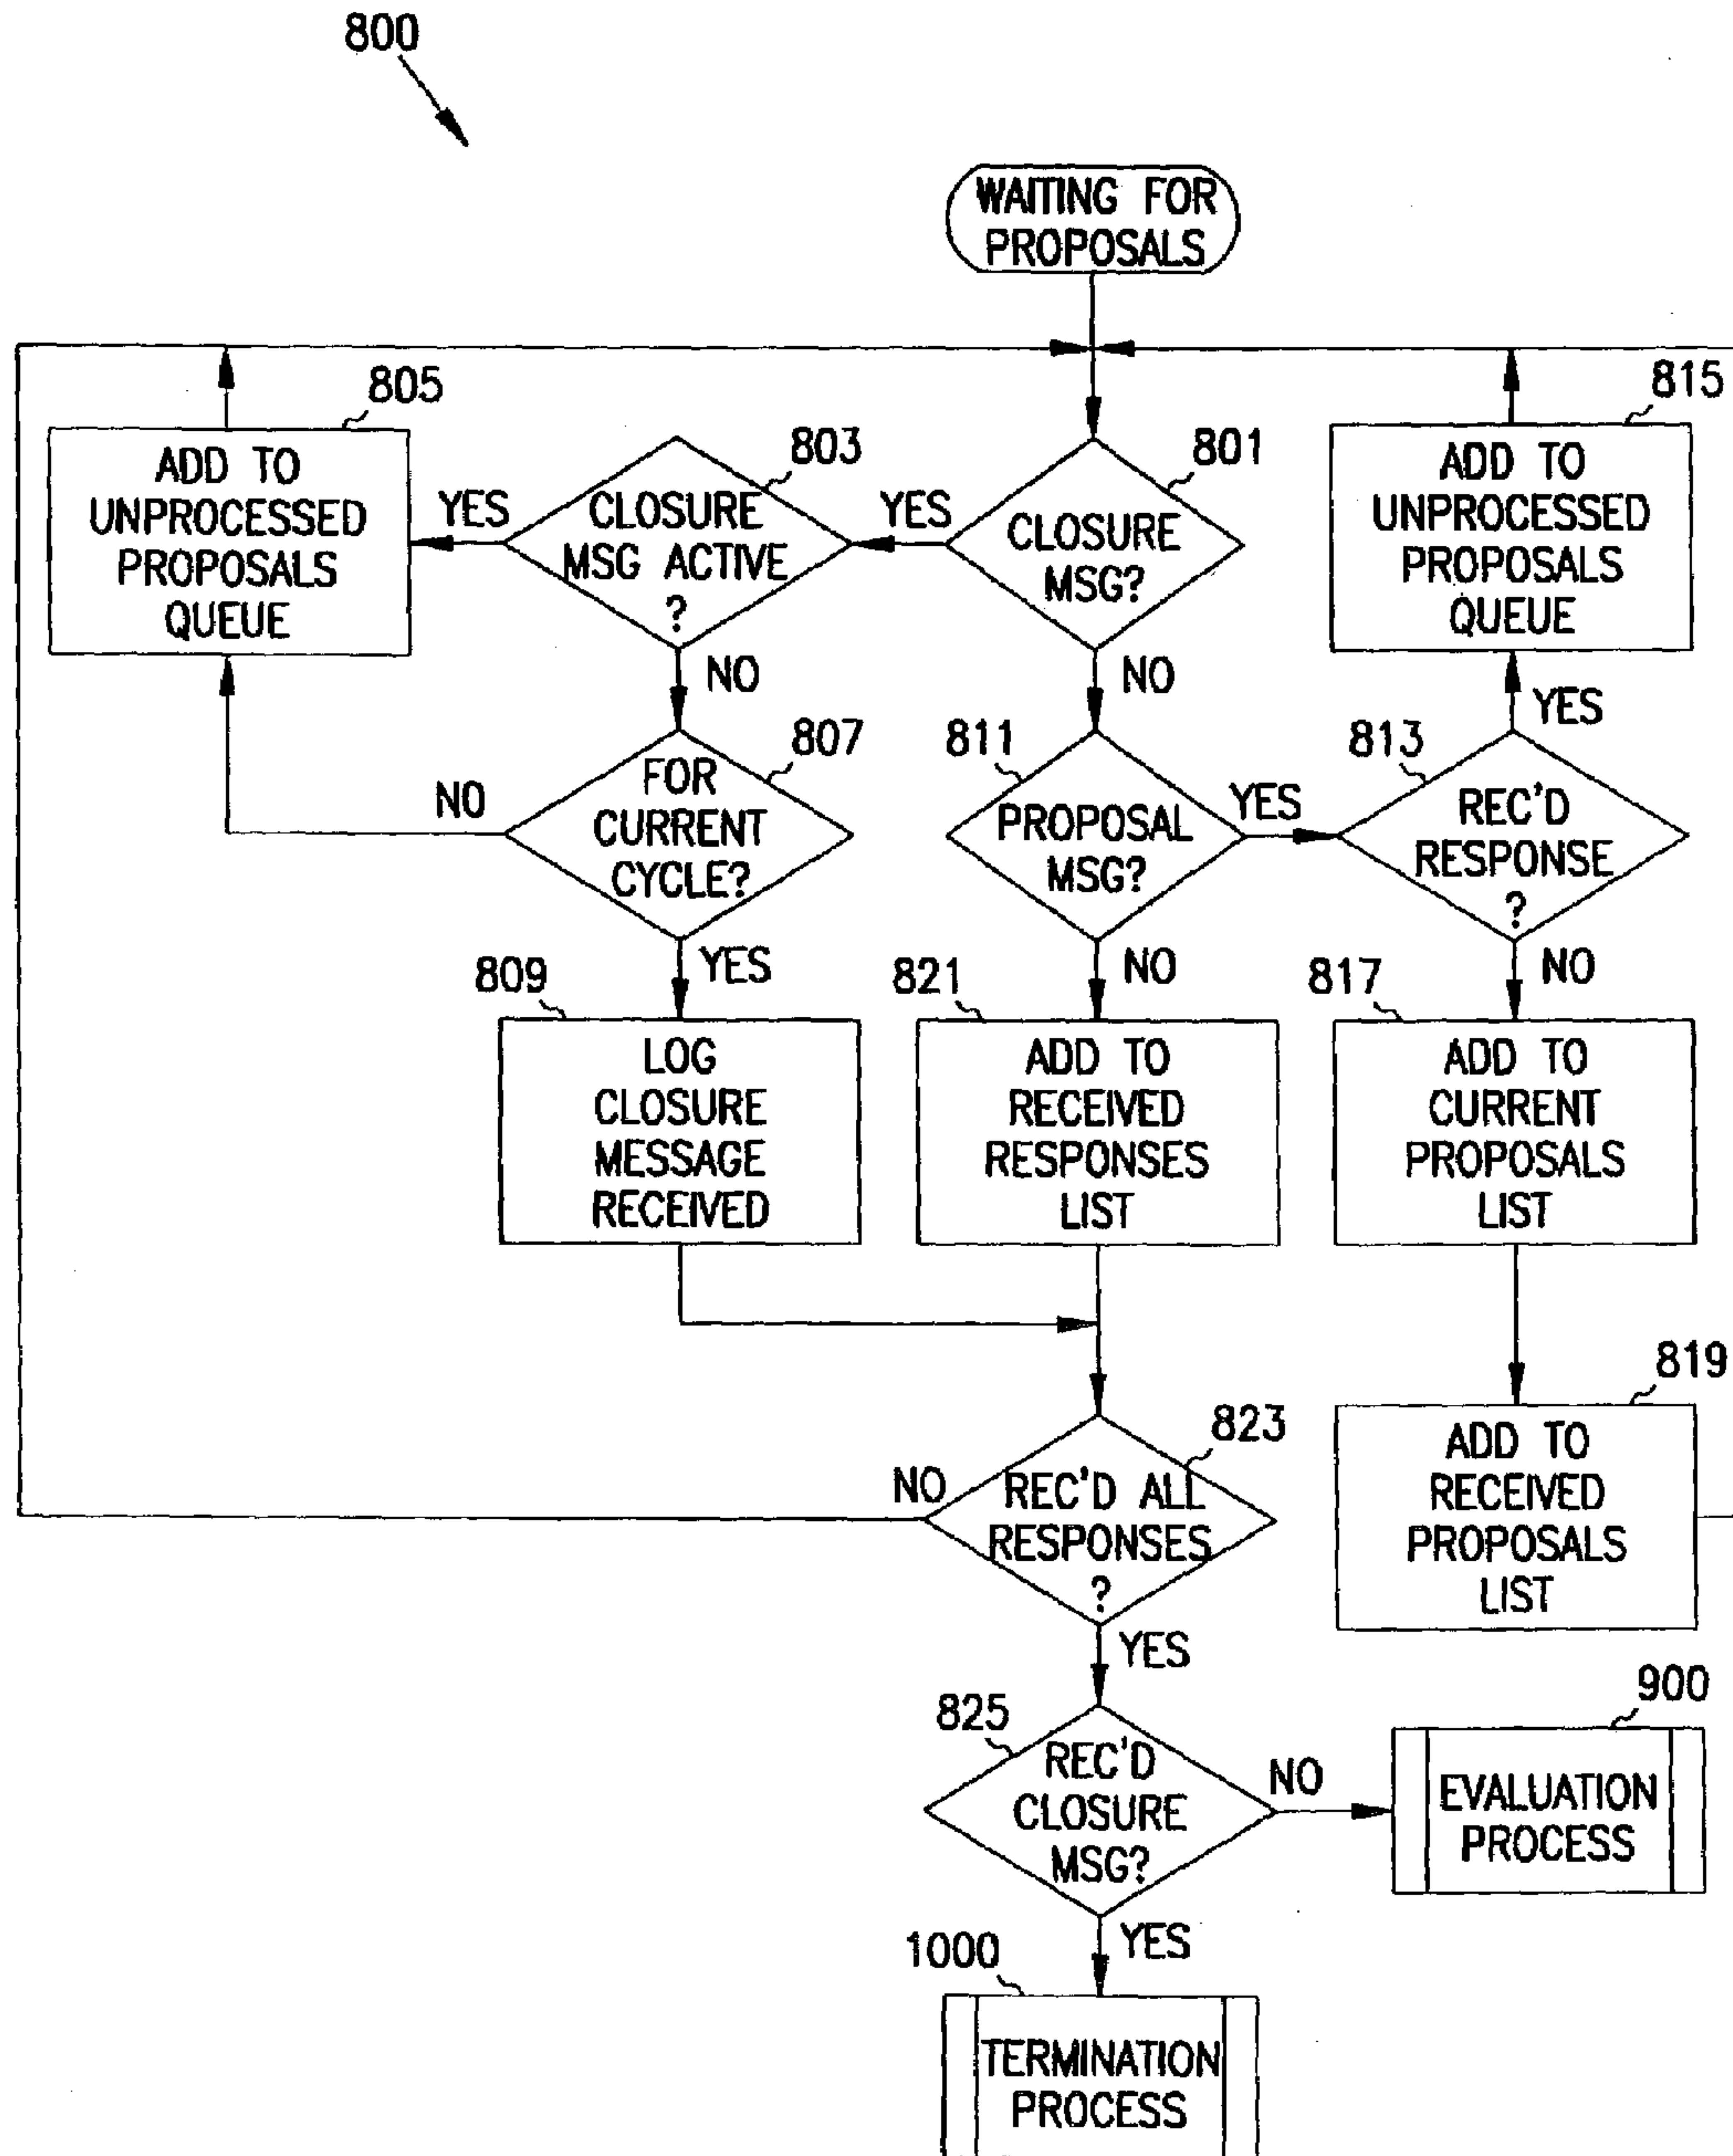 800
WAITING FOR
PROPOSALS
805
ADD TO
UNPROCESSED
PROPOSALS
QUEUE
YES
803
CLOSURE
MSG ACTIVE
?
YES
801
CLOSURE
MSG?
815
ADD TO
UNPROCESSED
PROPOSALS
QUEUE
NO
NO
YES
NO
807
FOR
CURRENT
CYCLE?
811
PROPOSAL
MSG?
YES
813
REC'D
RESPONSE
?
YES
NO
NO
809
LOG
CLOSURE
MESSAGE
RECEIVED
821
ADD TO
RECEIVED
RESPONSES
LIST
817
ADD TO
CURRENT
PROPOSALS
LIST
819
ADD TO
RECEIVED
PROPOSALS
LIST
NO
823
REC'D ALL
RESPONSES
?
YES
825
REC'D
CLOSURE
MSG?
NO
900
EVALUATION
PROCESS
YES
1000
TERMINATION
PROCESS